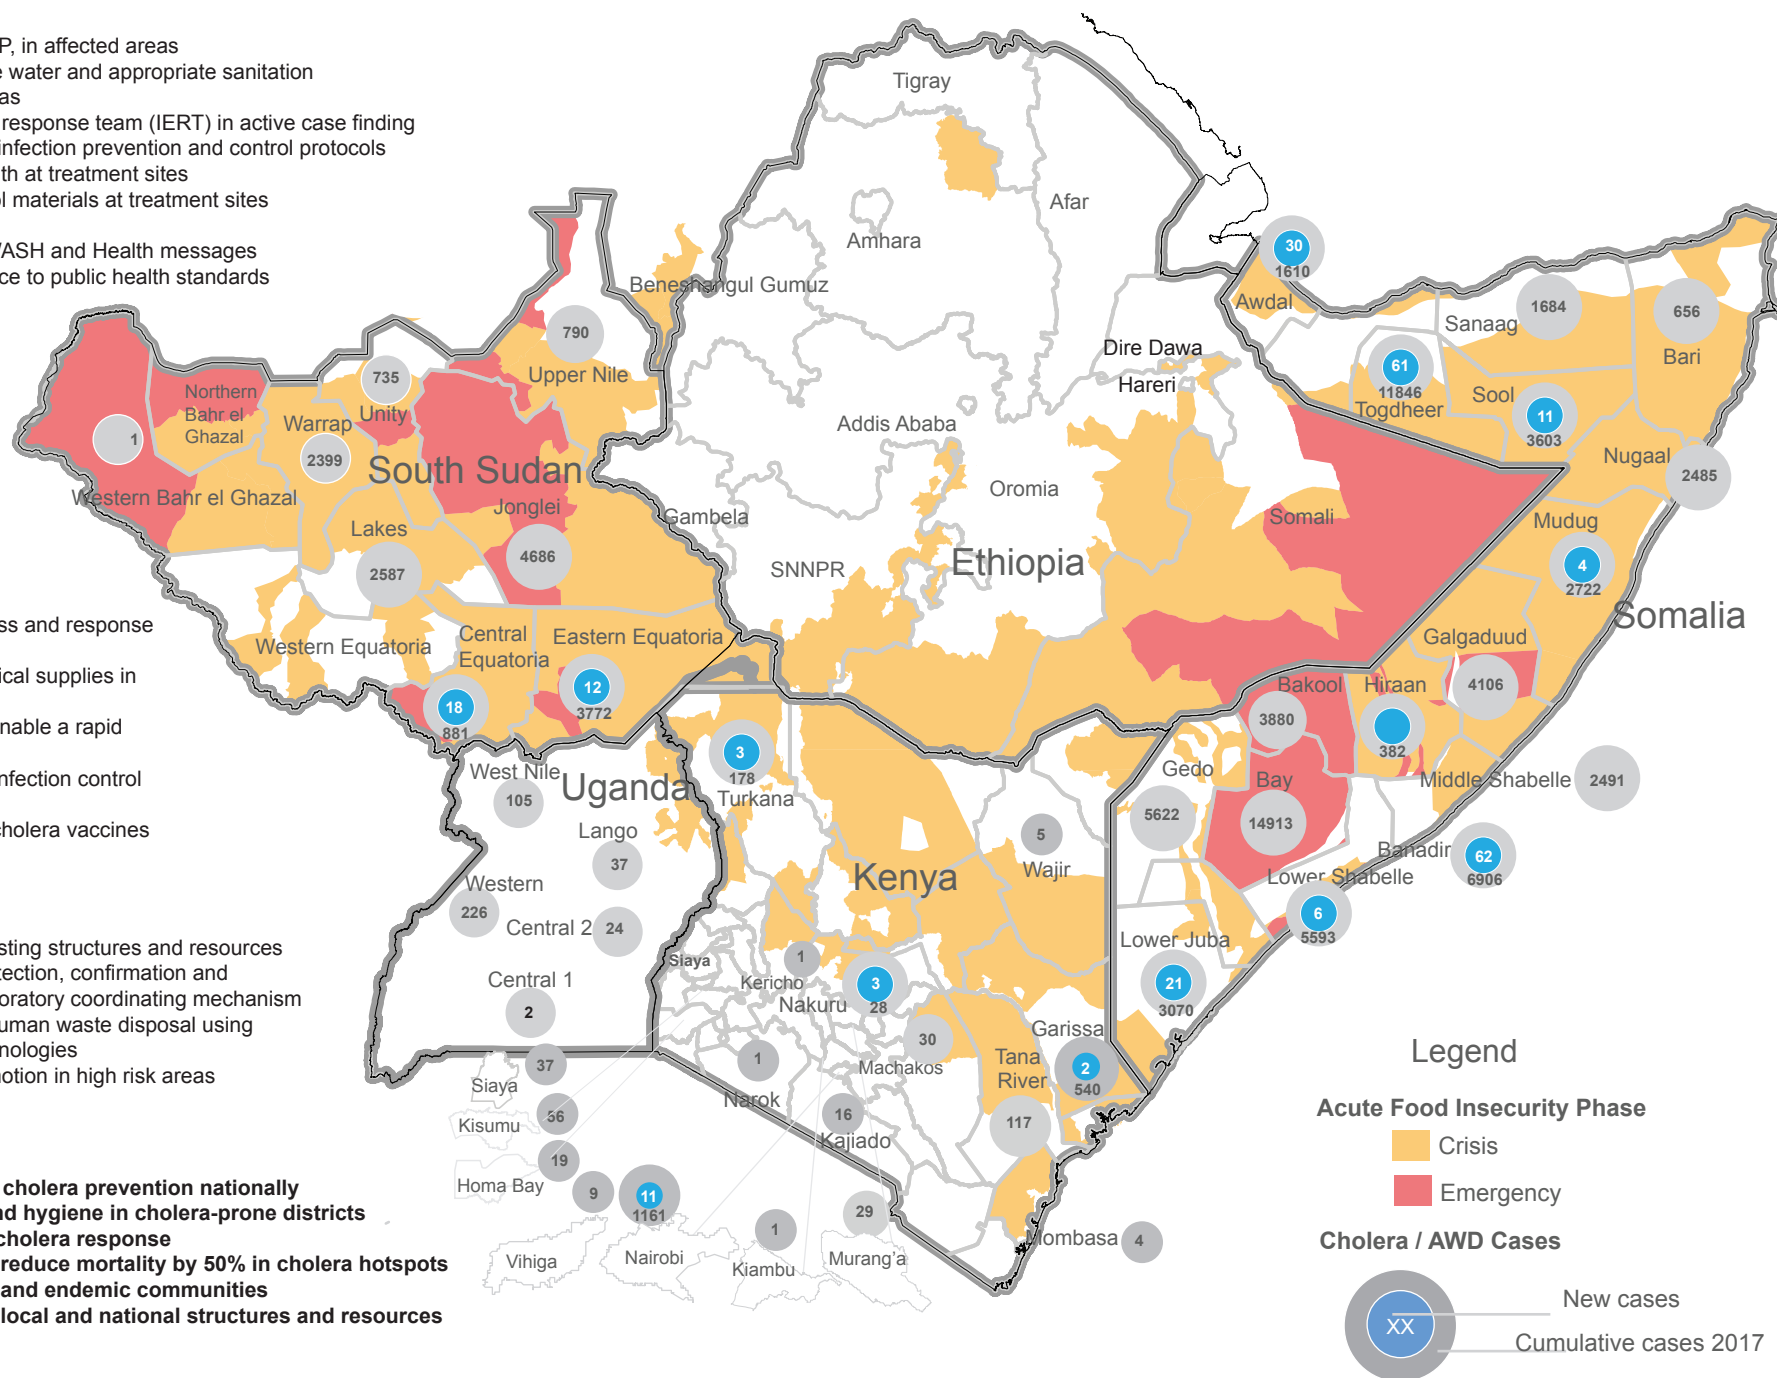 P, in affected areas
e water and appropriate sanitation
as
response team (IERT) in active case finding
infection prevention and control protocols
th at treatment sites
ol materials at treatment sites
WASH and Health messages
ce to public health standards
ss and response
ical supplies in
nable a rapid
infection control
cholera vaccines
sting structures and resources
tection, confirmation and
oratory coordinating mechanism
human waste disposal using
nologies
notion in high risk areas
cholera prevention nationally
nd hygiene in cholera-prone districts
cholera response
reduce mortality by 50% in cholera hotspots
and endemic communities
local and national structures and resources
Tigray
Afar
Amhara
Beneshangul Gumuz
Dire Dawa
Hareri
Addis Ababa
Oromia
Somali
Gambela
SNNPR
Ethiopia
790
Upper Nile
735
Unity
Northern
Bahr el
Ghazal
Warrap
2399
1
Western Bahr el Ghazal
South Sudan
Jonglei
4686
Lakes
2587
Western Equatoria
Central
Equatoria
18
881
Eastern Equatoria
12
3772
30
1610
Awdal
Sanaag
1684
656
Bari
61
11846
Togdheer
Sool
11
3603
Nugaal
2485
Mudug
4
2722
Somalia
Galgaduud
4106
Bakool
3880
Hiraan
382
Middle Shabelle
2491
Gedo
5622
Bay
14913
Banadir
62
6906
Lower Shabelle
6
5593
Lower Juba
21
3070
West Nile
105
Uganda
Lango
37
Western
226
Central 2
24
Central 1
2
3
178
Turkana
Kenya
5
Wajir
Siaya
1
Kericho
Nakuru
3
28
30
Machakos
1
Narok
16
Kajiado
Garissa
2
540
Tana
River
117
Siaya
37
Kisumu
56
Homa Bay
19
9
Vihiga
11
1161
Nairobi
1
Kiambu
29
Murang'a
Mombasa
4
Legend
Acute Food Insecurity Phase
Crisis
Emergency
Cholera / AWD Cases
XX
New cases
Cumulative cases 2017